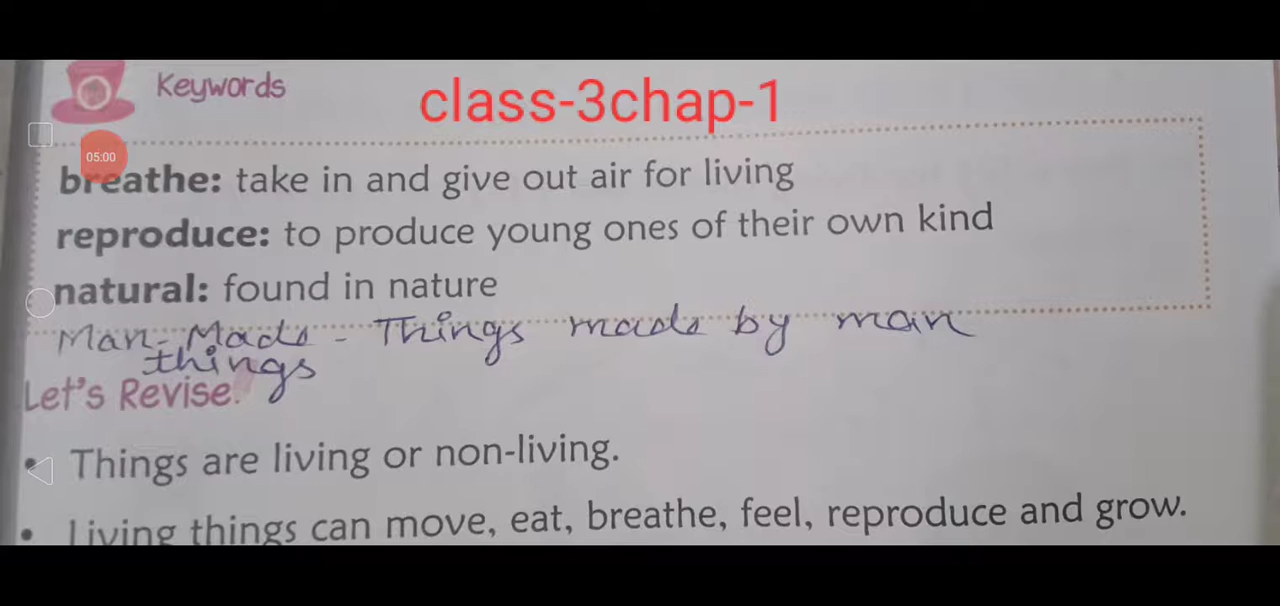 Keywords
class-3chap-1
05:00
breathe: take in and give out air for living
reproduce: to produce young ones of their own kind
natural: found in nature
Man-Made - Things made by man
things
Let's Revise
• Things are living or non-living.
• Living things can move, eat, breathe, feel, reproduce and grow.